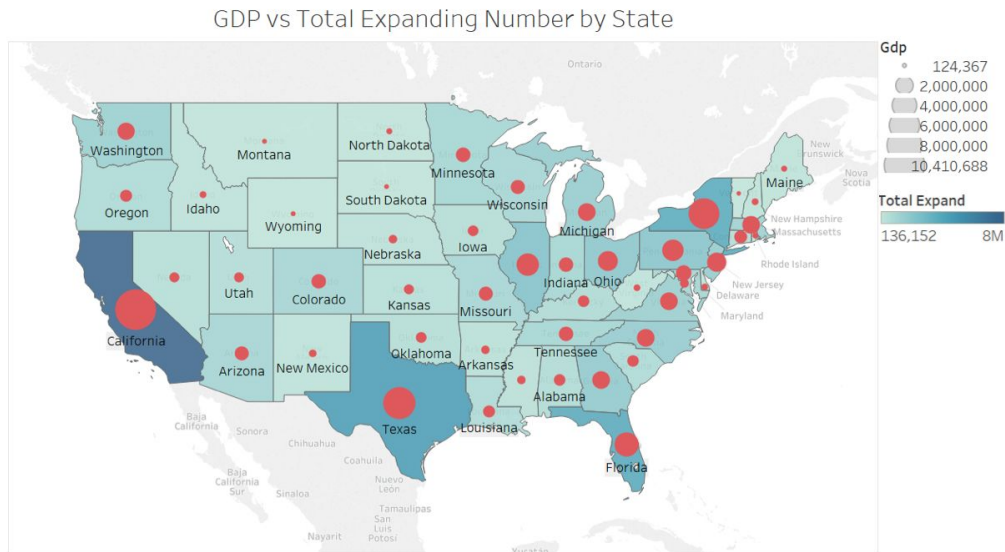 GDP vs Total Expanding Number by State
Ontario
Gdp
124,367
2,000,000
4,000,000
6,000,000
8,000,000
10,410,688
Total Expand
136,152 8M
Washington
Montana
North Dakota
Minnesota
Maine
New
Brunswick
Nova
Scotia
Oregon
Idaho
Wyoming
South Dakota
Wisconsin
Michigan
New Hampshire
Massachusetts
Rhode Island
Nebraska
Iowa
Utah
Colorado
Kansas
Missouri
Indiana
Ohio
New Jersey
Delaware
Maryland
California
Arizona
New Mexico
Oklahoma
Arkansas
Tennessee
Alabama
Texas
Louisiana
Florida
Baja
California
Sonora
Chihuahua
Coahuila
Baja
California
Sur
Sinaloa
Nuevo
León
Tamaulipas
San
Luis
Potosí
Nayarit
Yucatán